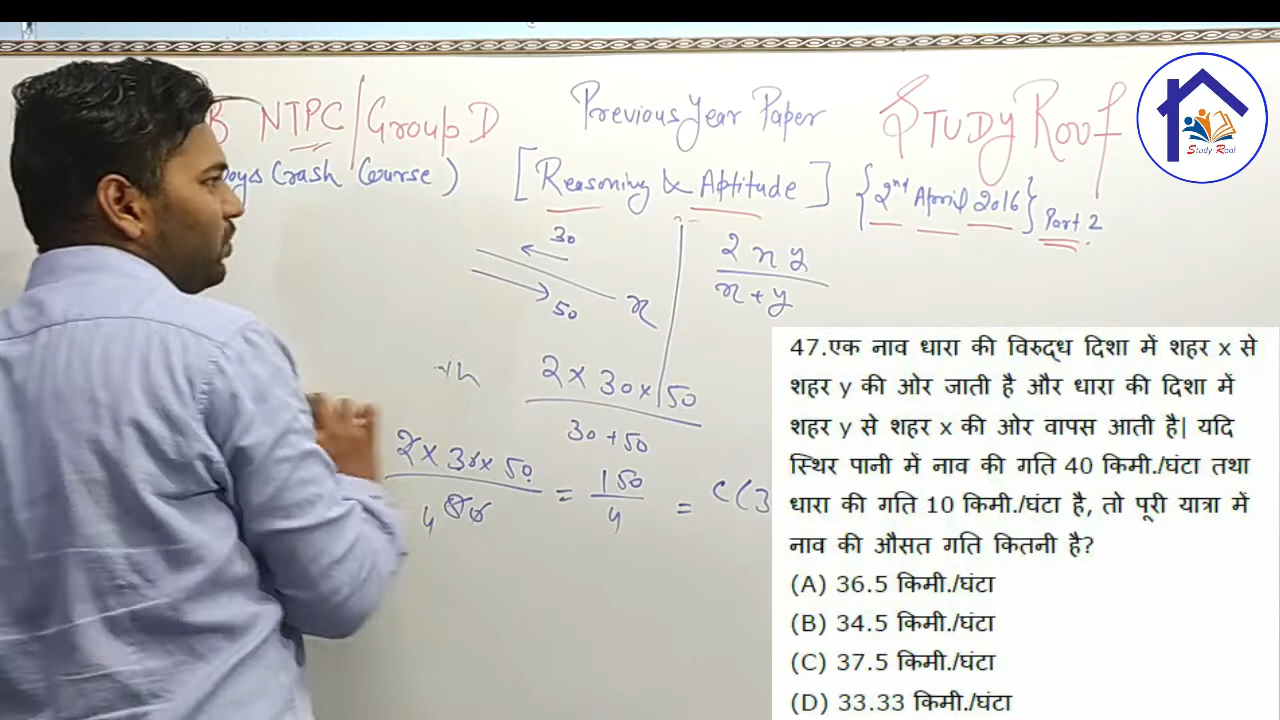 B NTPC/Group D
Previous Year Paper
STUDY ROOF
Study Roof
Days Crash Course)
[Reasoning & Aptitude]
{2nd April 2016} Part 2
30
50
x
2xy
x+y
2×30×50
30+50
2×30×50
4 80
=
150
4
= C(3
47.एक नाव धारा की विरुद्ध दिशा में शहर x से
शहर y की ओर जाती है और धारा की दिशा में
शहर y से शहर x की ओर वापस आती है| यदि
स्थिर पानी में नाव की गति 40 किमी./घंटा तथा
धारा की गति 10 किमी./घंटा है, तो पूरी यात्रा में
नाव की औसत गति कितनी है?
(A) 36.5 किमी./घंटा
(B) 34.5 किमी./घंटा
(C) 37.5 किमी./घंटा
(D) 33.33 किमी./घंटा